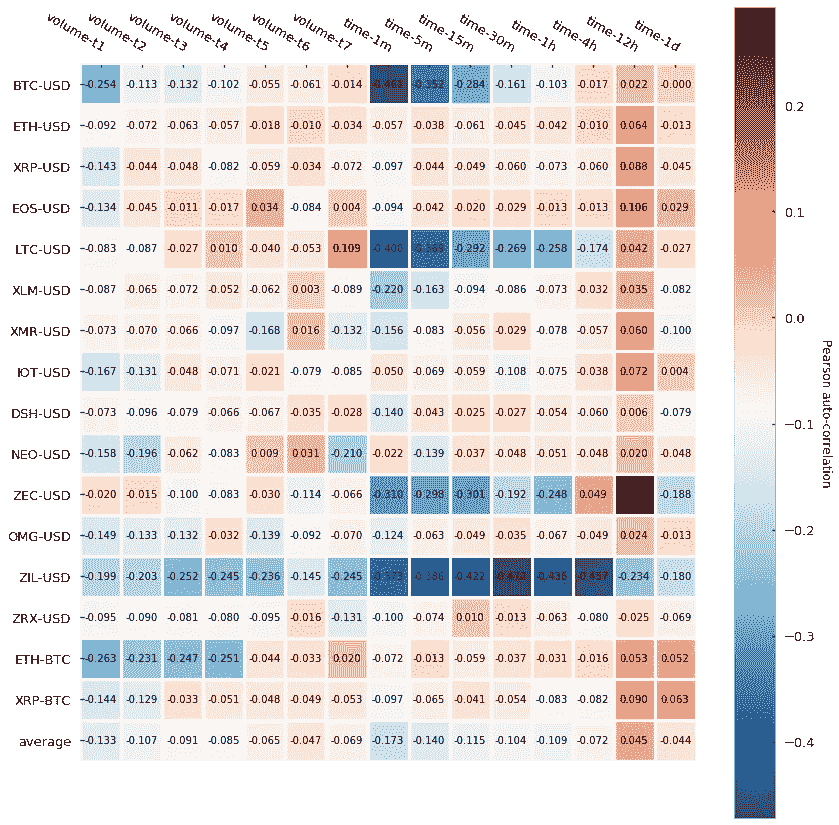 volume-t1 volume-t2 volume-t3 volume-t4 volume-t5 volume-t6 volume-t7 time-1m time-5m time-15m time-30m time-1h time-4h time-12h time-1d
BTC-USD -0.254 -0.113 -0.132 -0.102 -0.055 -0.061 -0.014 -0.284 -0.161 -0.103 -0.017 0.022 -0.000
ETH-USD -0.092 -0.072 -0.063 -0.057 -0.018 -0.010 -0.034 -0.057 -0.038 -0.061 -0.045 -0.042 -0.010 0.064 -0.013
XRP-USD -0.143 -0.044 -0.048 -0.082 -0.059 -0.034 -0.072 -0.097 -0.044 -0.049 -0.060 -0.073 -0.060 0.088 -0.045
EOS-USD -0.134 -0.045 -0.011 -0.017 0.034 -0.084 0.004 -0.094 -0.042 -0.020 -0.029 -0.013 -0.013 0.106 0.029
LTC-USD -0.083 -0.087 -0.027 0.010 -0.040 -0.053 0.109 -0.292 -0.269 -0.258 -0.174 0.042 -0.027
XLM-USD -0.087 -0.065 -0.072 -0.052 -0.062 0.003 -0.089 -0.220 -0.163 -0.094 -0.086 -0.073 -0.032 0.035 -0.082
XMR-USD -0.073 -0.070 -0.066 -0.097 -0.168 0.016 -0.132 -0.156 -0.083 -0.056 -0.029 -0.078 -0.057 0.060 -0.100
IOT-USD -0.167 -0.131 -0.048 -0.071 -0.021 -0.079 -0.085 -0.050 -0.069 -0.059 -0.108 -0.075 -0.038 0.072 0.004
DSH-USD -0.073 -0.096 -0.079 -0.066 -0.067 -0.035 -0.028 -0.140 -0.043 -0.025 -0.027 -0.054 -0.060 0.006 -0.079
NEO-USD -0.158 -0.196 -0.062 -0.083 0.009 0.031 -0.210 -0.022 -0.139 -0.037 -0.048 -0.051 -0.048 0.020 -0.048
ZEC-USD -0.020 -0.015 -0.100 -0.083 -0.030 -0.114 -0.066 -0.310 -0.298 -0.301 -0.192 -0.248 0.049 -0.188
OMG-USD -0.149 -0.133 -0.132 -0.032 -0.139 -0.092 -0.070 -0.124 -0.063 -0.049 -0.035 -0.067 -0.049 0.024 -0.013
ZIL-USD -0.199 -0.203 -0.252 -0.245 -0.236 -0.145 -0.245 -0.422 -0.234 -0.180
ZRX-USD -0.095 -0.090 -0.081 -0.080 -0.095 -0.016 -0.131 -0.100 -0.074 0.010 -0.013 -0.063 -0.080 -0.025 -0.069
ETH-BTC -0.263 -0.231 -0.247 -0.251 -0.044 -0.033 0.020 -0.072 -0.013 -0.059 -0.037 -0.031 -0.016 0.053 0.052
XRP-BTC -0.144 -0.129 -0.033 -0.051 -0.048 -0.049 -0.053 -0.097 -0.065 -0.041 -0.054 -0.083 -0.082 0.090 0.063
average -0.133 -0.107 -0.091 -0.085 -0.065 -0.047 -0.069 -0.173 -0.140 -0.115 -0.104 -0.109 -0.072 0.045 -0.044
0.2
0.1
0.0
−0.1
−0.2
−0.3
−0.4
Pearson auto-correlation